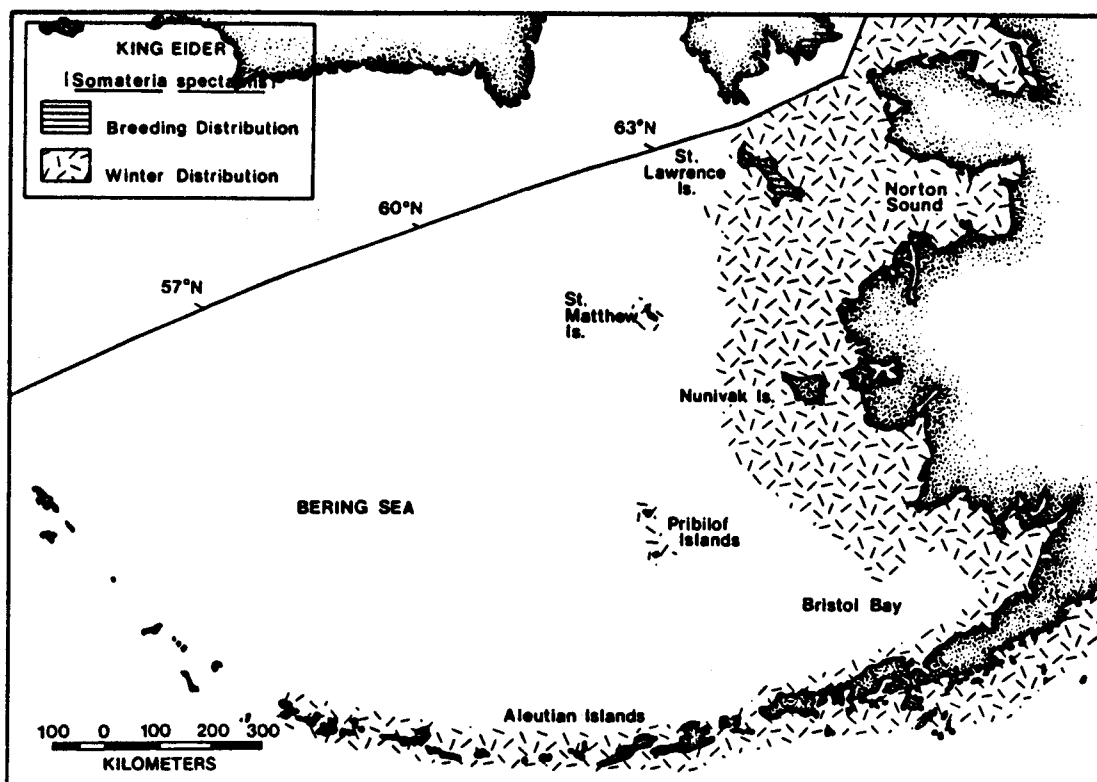 KING EIDER
(Somateria spectabilis)
Breeding Distribution
Winter Distribution
63°N
St.
Lawrence
Is.
Norton
Sound
60°N
57°N
St.
Matthew
Is.
Nunivak Is.
BERING SEA
Pribilof
Islands
Bristol Bay
Aleutian Islands
100 0 100 200 300
KILOMETERS